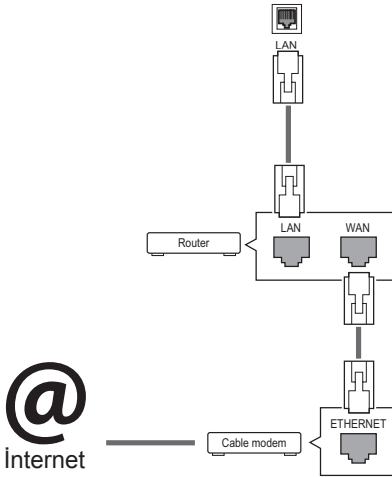 LAN
LAN WAN
Router
ETHERNET
Cable modem
@
İnternet